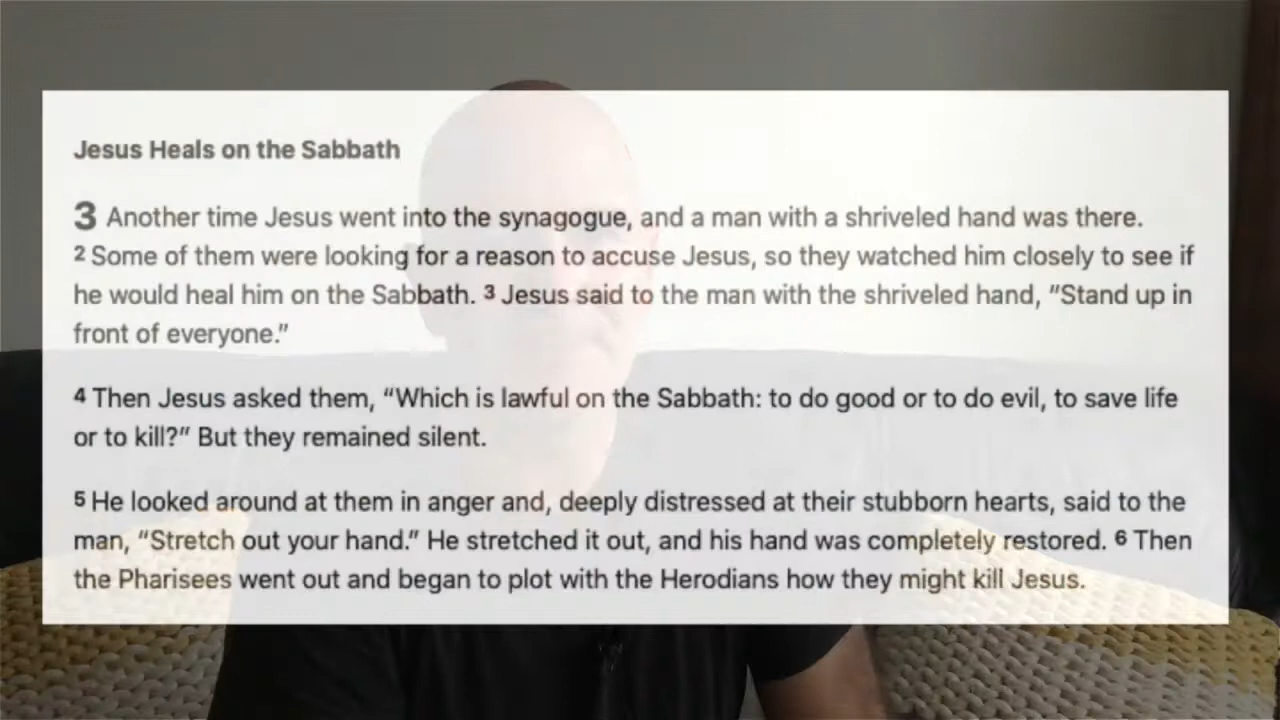 Jesus Heals on the Sabbath
3 Another time Jesus went into the synagogue, and a man with a shriveled hand was there.
2 Some of them were looking for a reason to accuse Jesus, so they watched him closely to see if
he would heal him on the Sabbath. 3 Jesus said to the man with the shriveled hand, “Stand up in
front of everyone.”
4 Then Jesus asked them, “Which is lawful on the Sabbath: to do good or to do evil, to save life
or to kill?” But they remained silent.
5 He looked around at them in anger and, deeply distressed at their stubborn hearts, said to the
man, “Stretch out your hand.” He stretched it out, and his hand was completely restored. 6 Then
the Pharisees went out and began to plot with the Herodians how they might kill Jesus.